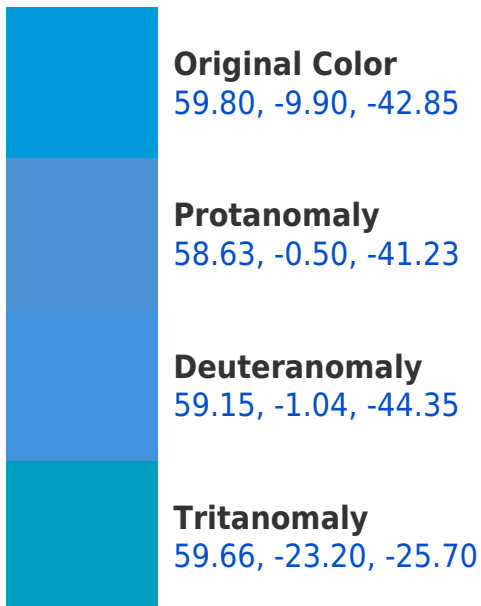 Original Color
59.80, -9.90, -42.85
Protanomaly
58.63, -0.50, -41.23
Deuteranomaly
59.15, -1.04, -44.35
Tritanomaly
59.66, -23.20, -25.70